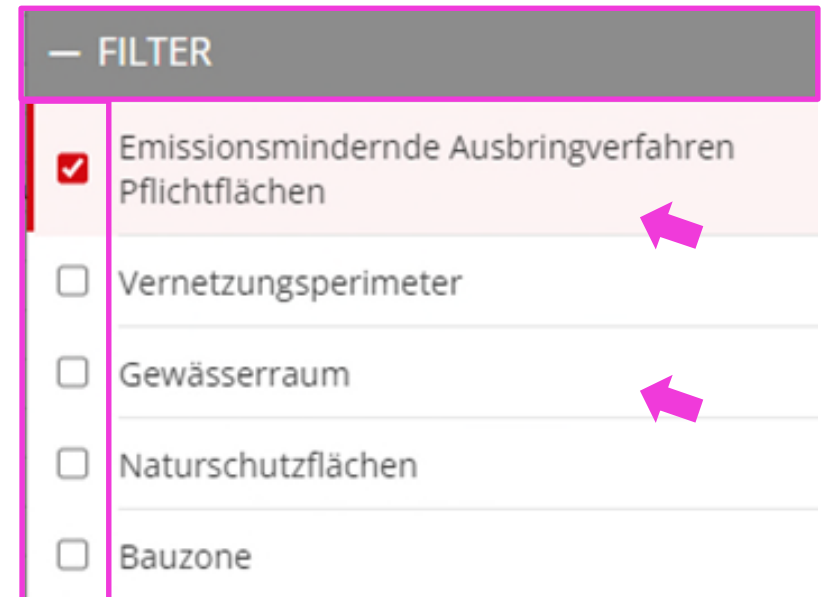 — FILTER
Emissionsmindernde Ausbringverfahren
Pflichtflächen
Vernetzungsperimeter
Gewässerraum
Naturschutzflächen
Bauzone